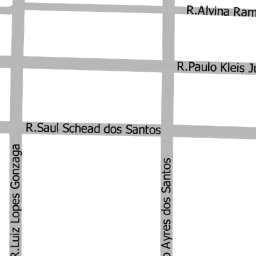 R.Alvina Ram
R.Paulo Kleis Ju
R.Saul Schead dos Santos
R.Luiz Lopes Gonzaga
o Ayres dos Santos